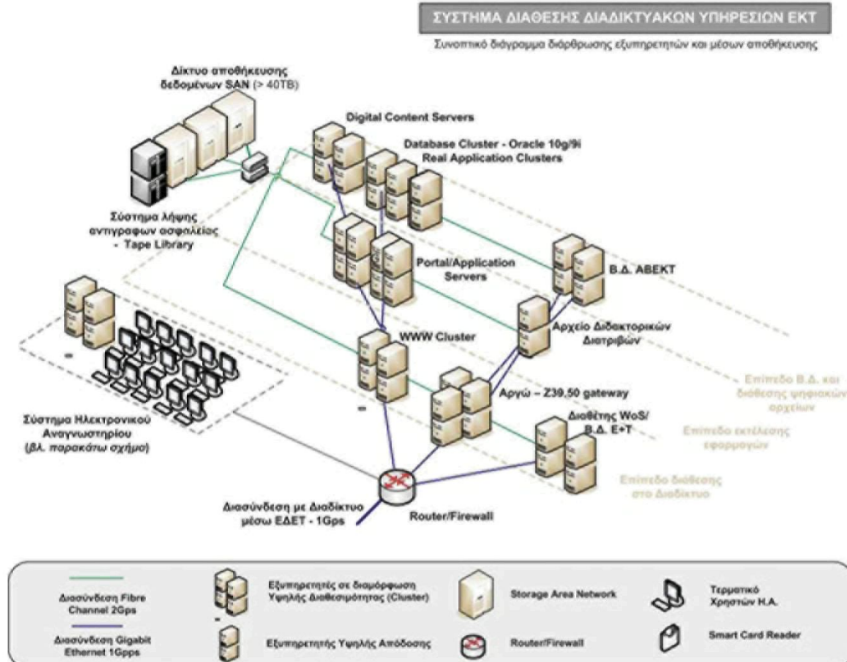 ΣΥΣΤΗΜΑ ΔΙΑΘΕΣΗΣ ΔΙΑΔΙΚΤΥΑΚΩΝ ΥΠΗΡΕΣΙΩΝ ΕΚΤ
Συνοπτικό διάγραμμα διάρθρωσης εξυπηρετητών και μέσων αποθήκευσης
Δίκτυο αποθήκευσης
δεδομένων SAN (> 40TB)
Digital Content Servers
Database Cluster - Oracle 10g/9i
Real Application Clusters
Σύστημα λήψης
αντιγραφων ασφαλείας
- Tape Library
Portal/Application
Servers
Β.Δ. ΑΒΕΚΤ
WWW Cluster
Αρχείο Διδακτορικών
Διατριβών
Επίπεδο Β.Δ. και
διάθεσης ψηφιακών
αρχείων
Αργώ – Z39.50 gateway
Διαθέτης WoS/
Β.Δ. Ε+Τ
Επίπεδο εκτέλεσης
εφαρμογών
Σύστημα Ηλεκτρονικού
Αναγνωστηρίου
(βλ. παρακάτω σχήμα)
Επίπεδο διάθεσης
στο Διαδίκτυο
Διασύνδεση με Διαδίκτυο
μέσω ΕΔΕΤ - 1Gps
Router/Firewall
Διασύνδεση Fibre
Channel 2Gps
Εξυπηρετητές σε διαμόρφωση
Υψηλής Διαθεσιμότητας (Cluster)
Storage Area Network
Τερματικό
Χρηστών Η.Α.
Διασύνδεση Gigabit
Ethernet 1Gpps
Εξυπηρετητής Υψηλής Απόδοσης
Router/Firewall
Smart Card Reader